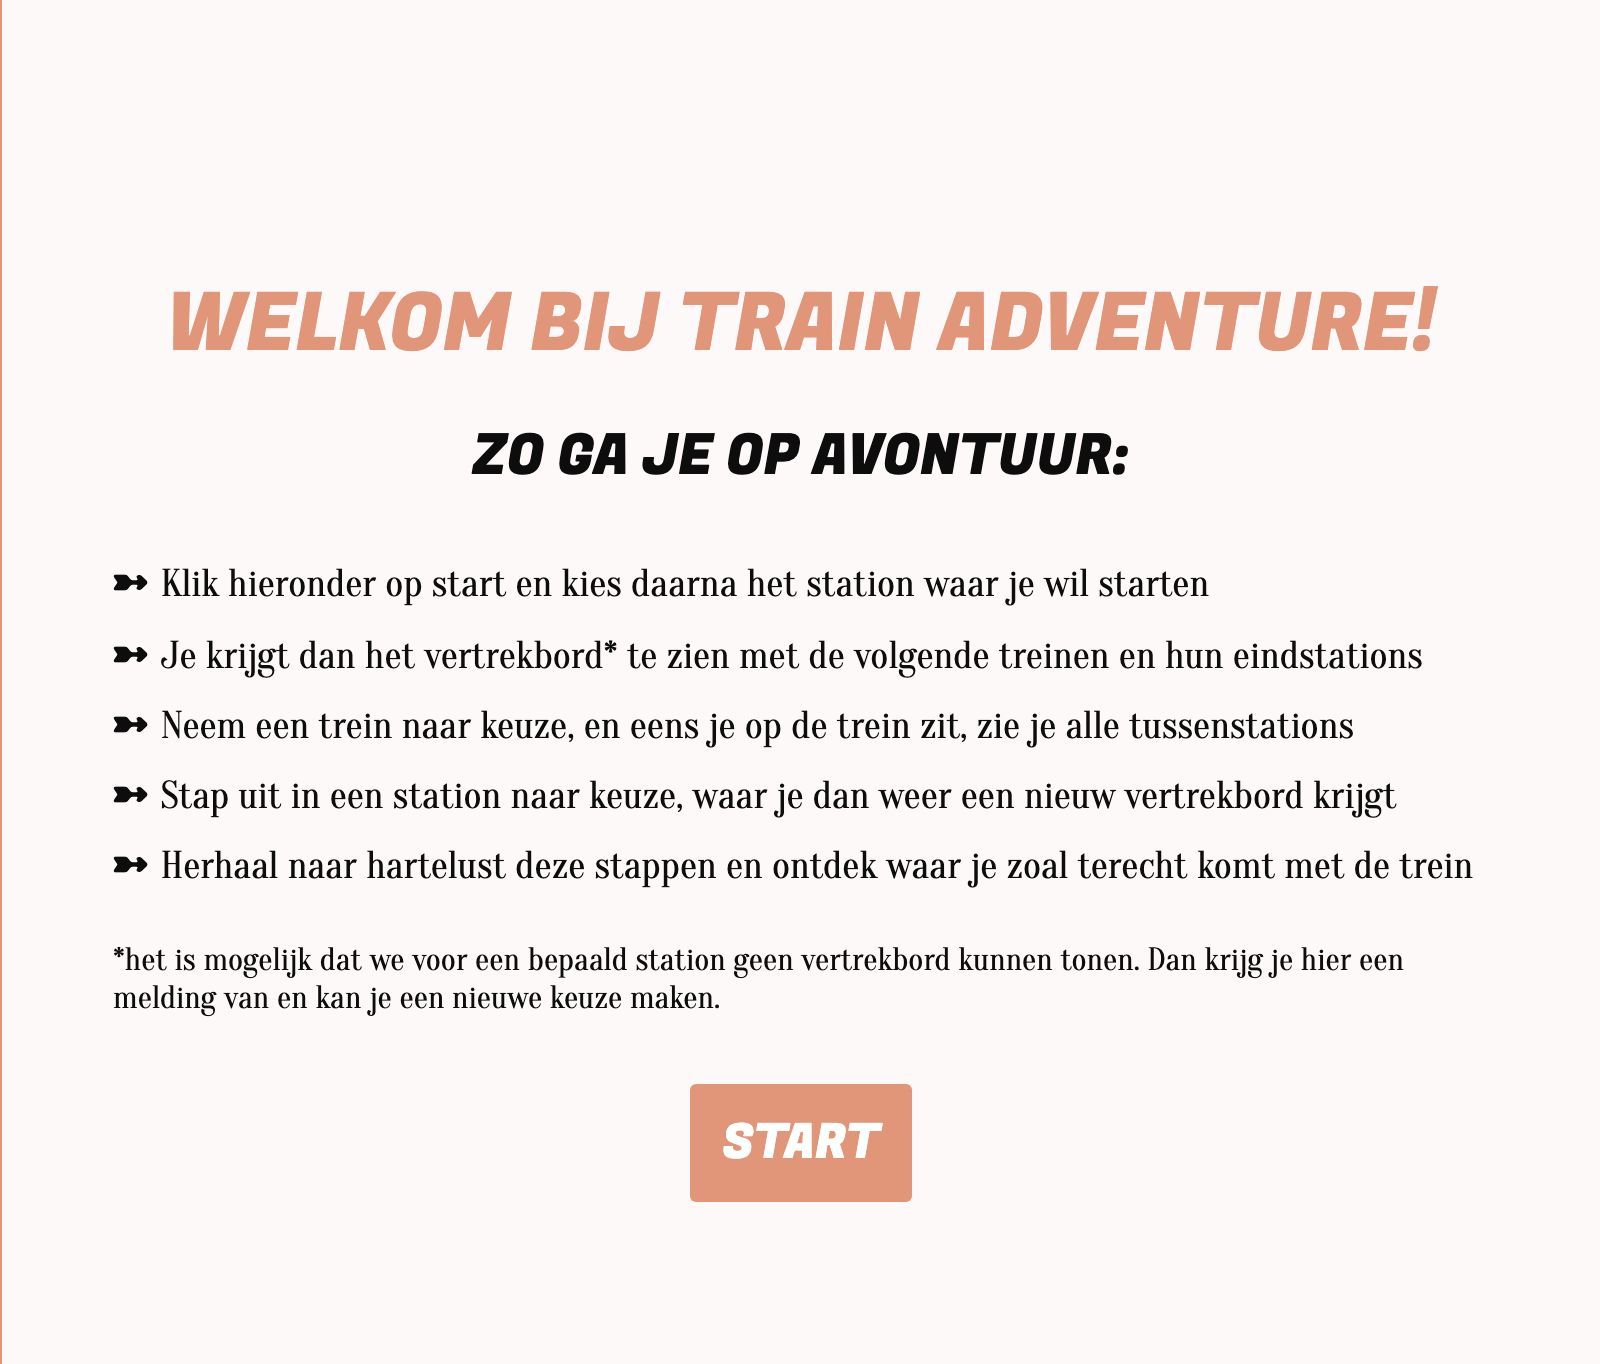 WELKOM BIJ TRAIN ADVENTURE!
ZO GA JE OP AVONTUUR:
➽ Klik hieronder op start en kies daarna het station waar je wil starten
➽ Je krijgt dan het vertrekbord* te zien met de volgende treinen en hun eindstations
➽ Neem een trein naar keuze, en eens je op de trein zit, zie je alle tussenstations
➽ Stap uit in een station naar keuze, waar je dan weer een nieuw vertrekbord krijgt
➽ Herhaal naar hartelust deze stappen en ontdek waar je zoal terecht komt met de trein
*het is mogelijk dat we voor een bepaald station geen vertrekbord kunnen tonen. Dan krijg je hier een
melding van en kan je een nieuwe keuze maken.
START